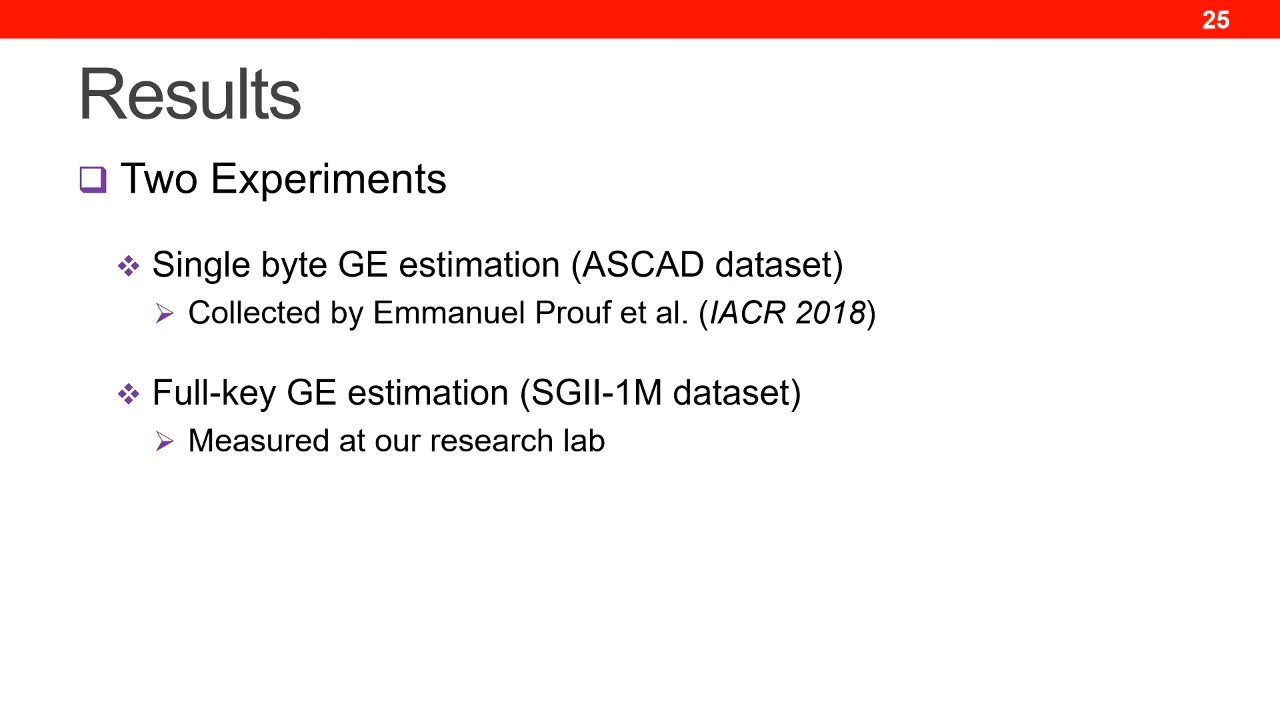 25
Results
Two Experiments
Single byte GE estimation (ASCAD dataset)
Collected by Emmanuel Prouf et al. (IACR 2018)
Full-key GE estimation (SGII-1M dataset)
Measured at our research lab